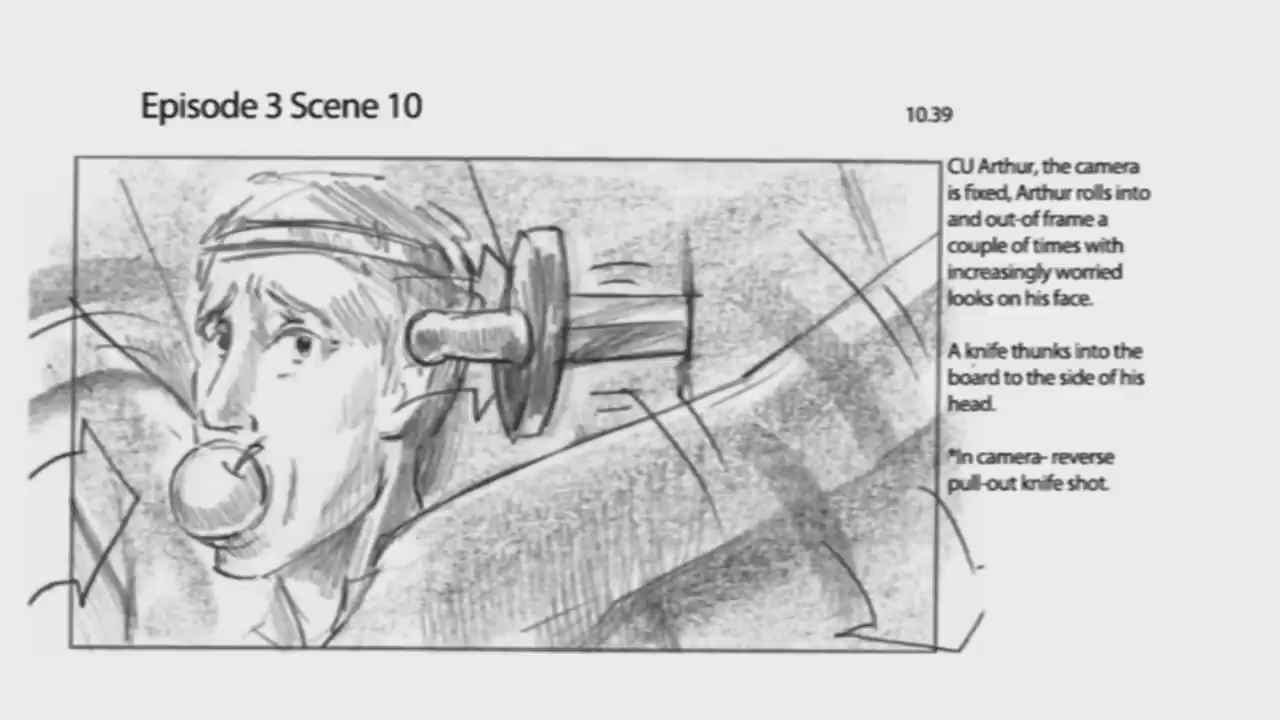 Episode 3 Scene 10
10.39
CU Arthur, the camera
is fixed, Arthur rolls into
and out-of frame a
couple of times with
increasingly worried
looks on his face.
A knife thunks into the
board to the side of his
head.
*In camera- reverse
pull-out knife shot.